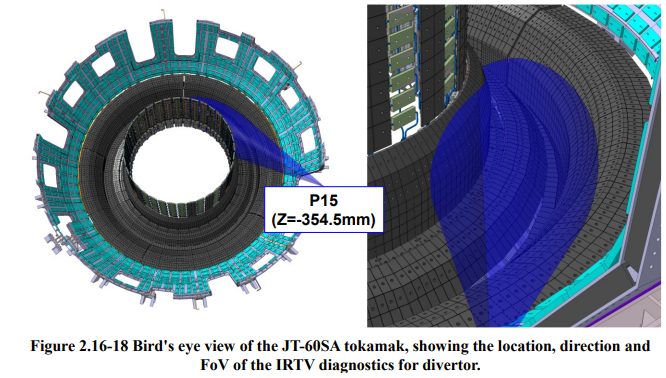 P15
(Z=-354.5mm)
Figure 2.16-18 Bird's eye view of the JT-60SA tokamak, showing the location, direction and
FoV of the IRTV diagnostics for divertor.